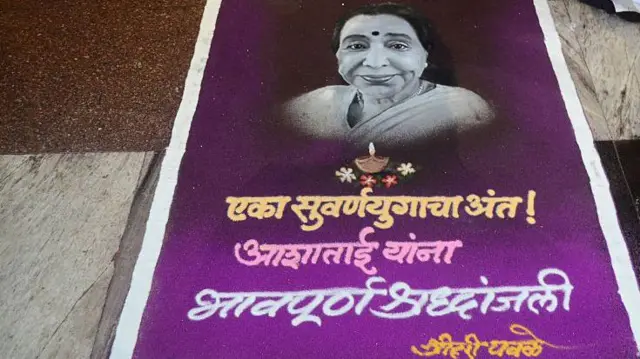 एका सुवर्णयुगाचा अंत!
आशाताई यांना
भावपूर्ण श्रध्दांजली